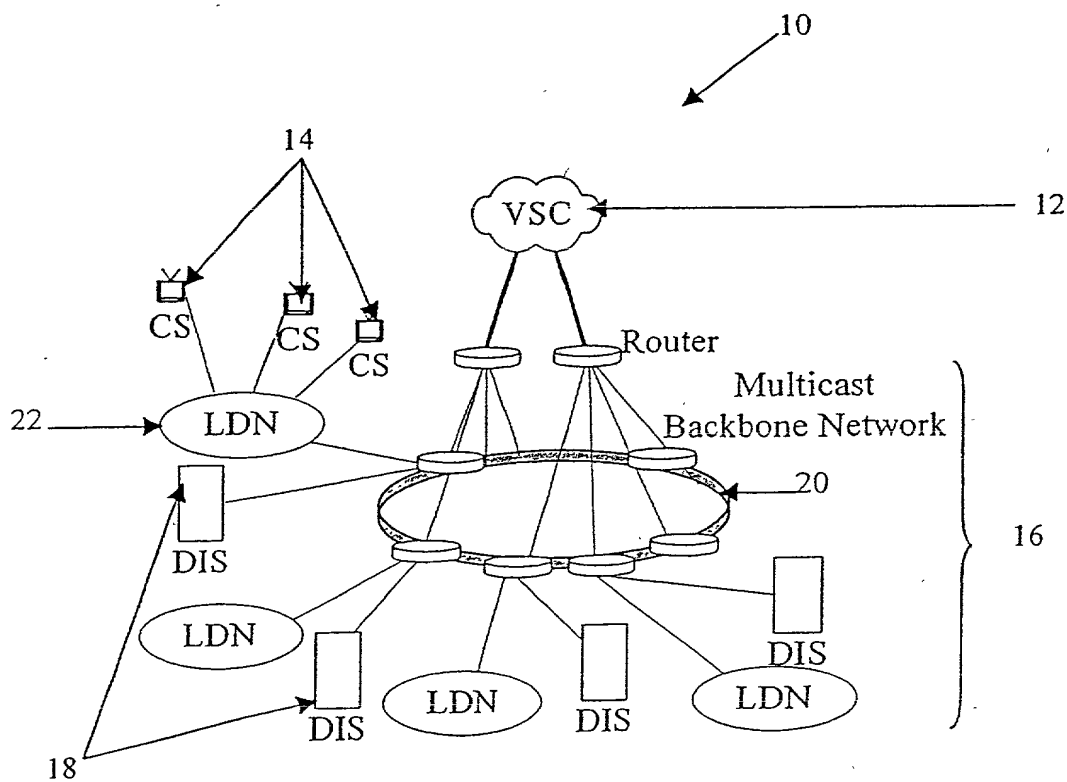 10
14
VSC
12
CS
CS
CS
Router
Multicast
Backbone Network
22
LDN
20
16
DIS
LDN
DIS
LDN
DIS
DIS
LDN
18